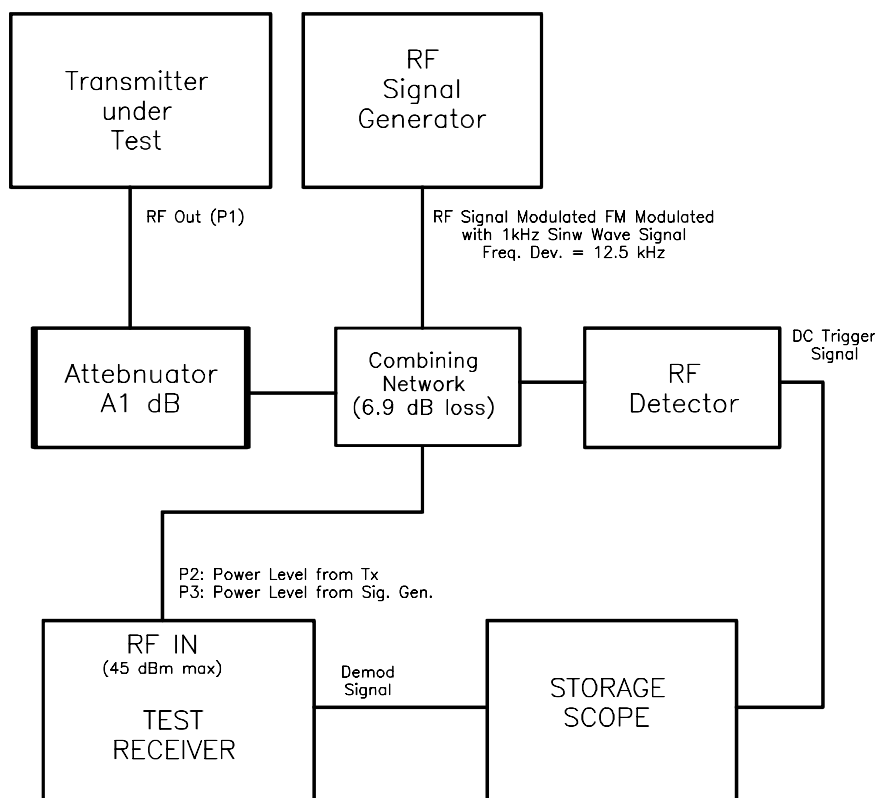 Transmitter
under
Test
RF
Signal
Generator
RF Out (P1)
RF Signal Modulated FM Modulated
with 1kHz Sinw Wave Signal
Freq. Dev. = 12.5 kHz
Attebnuator
A1 dB
Combining
Network
(6.9 dB loss)
RF
Detector
DC Trigger
Signal
P2: Power Level from Tx
P3: Power Level from Sig. Gen.
RF IN
(45 dBm max)
TEST
RECEIVER
Demod
Signal
STORAGE
SCOPE